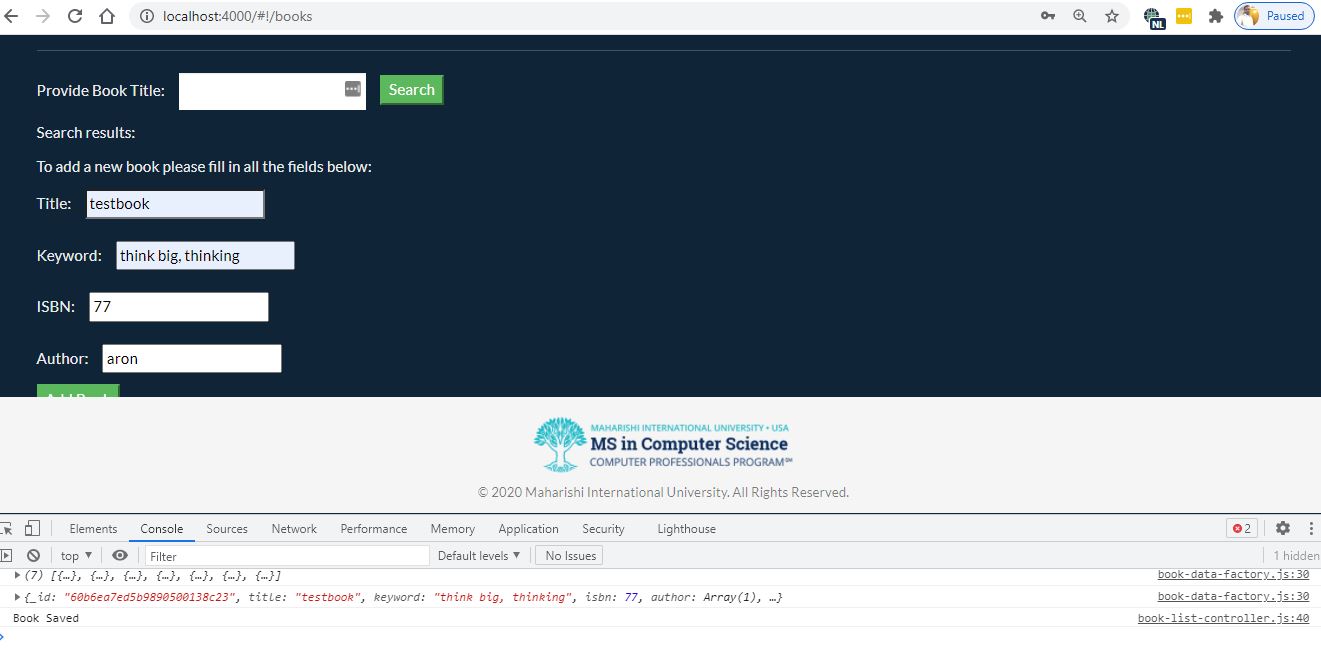 localhost:4000/#!/books
NL
Paused
Provide Book Title:
Search
Search results:
To add a new book please fill in all the fields below:
Title: testbook
Keyword: think big, thinking
ISBN: 77
Author: aron
Add Book
MAHARISHI INTERNATIONAL UNIVERSITY • USA
MS in Computer Science
COMPUTER PROFESSIONALS PROGRAM℠
© 2020 Maharishi International University. All Rights Reserved.
Elements Console Sources Network Performance Memory Application Security Lighthouse 2
top ▼ Filter Default levels ▼ No Issues 1 hidden
(7) [{…}, {…}, {…}, {…}, {…}, {…}, {…}] book-data-factory.js:30
{_id: "60b6ea7ed5b9890500138c23", title: "testbook", keyword: "think big, thinking", isbn: 77, author: Array(1), …} book-data-factory.js:30
Book Saved book-list-controller.js:40